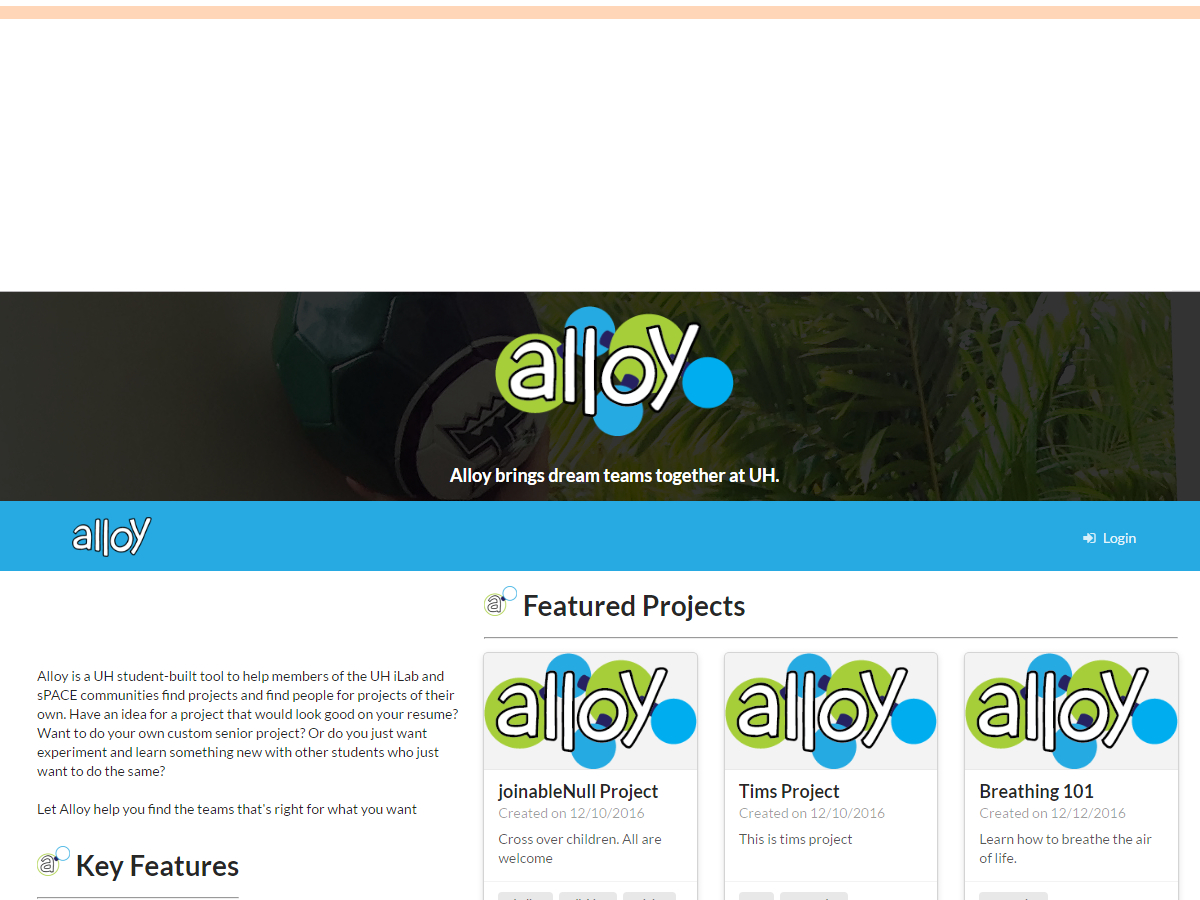 alloy
Alloy brings dream teams together at UH.
alloy
Login
a Featured Projects
Alloy is a UH student-built tool to help members of the UH iLab and
sPACE communities find projects and find people for projects of their
own. Have an idea for a project that would look good on your resume?
Want to do your own custom senior project? Or do you just want
experiment and learn something new with other students who just
want to do the same?
Let Alloy help you find the teams that's right for what you want
a Key Features
alloy
joinableNull Project
Created on 12/10/2016
Cross over children. All are
welcome
alloy
Tims Project
Created on 12/10/2016
This is tims project
alloy
Breathing 101
Created on 12/12/2016
Learn how to breathe the air
of life.